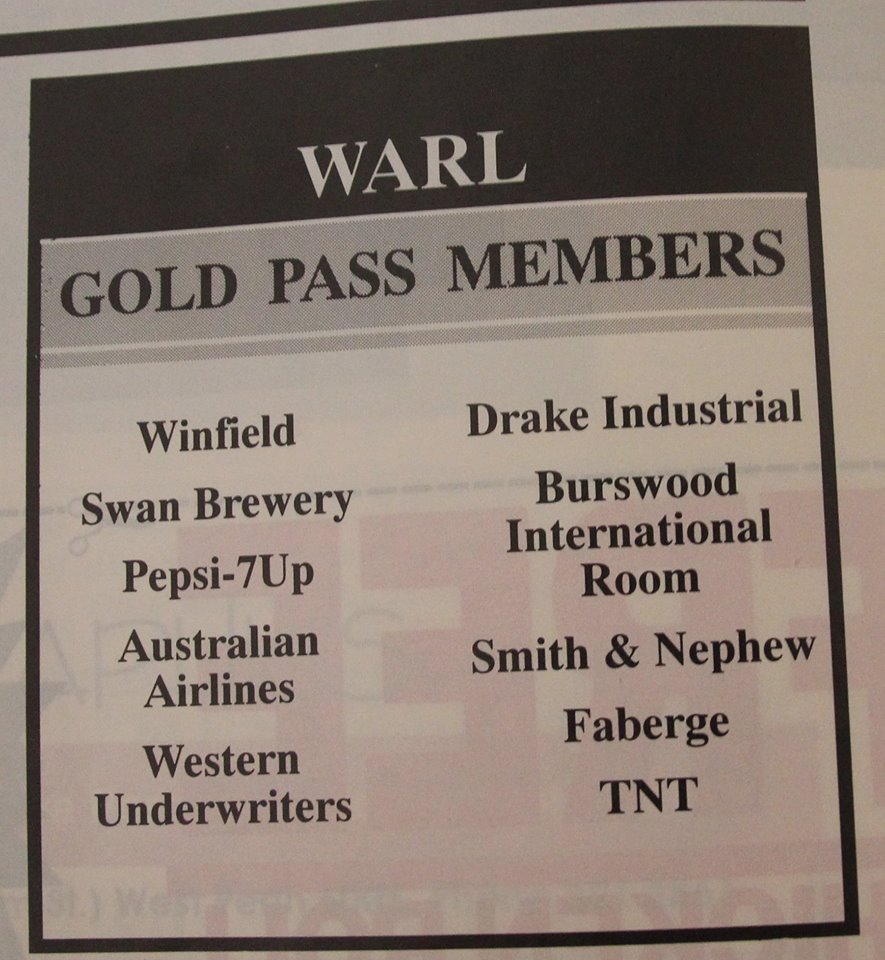 WARL
GOLD PASS MEMBERS
Winfield
Swan Brewery
Pepsi-7Up
Australian
Airlines
Western
Underwriters
Drake Industrial
Burswood
International
Room
Smith & Nephew
Faberge
TNT